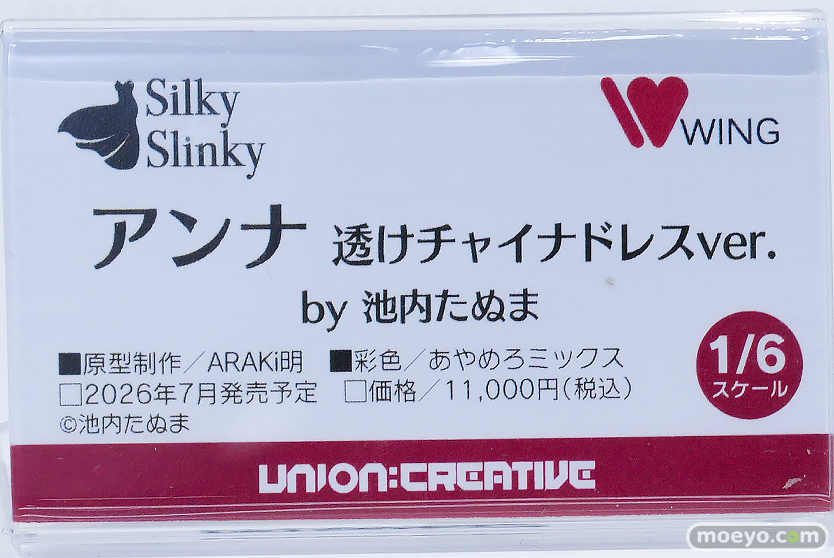 Silky
Slinky
WING
アンナ 透けチャイナドレスver.
by 池内たぬま
■原型制作／ARAKi明 ■彩色／あやめろミックス
□2026年7月発売予定 □価格／11,000円(税込)
©池内たぬま
1/6
スケール
UNION:CREATIVE
moeyo.com